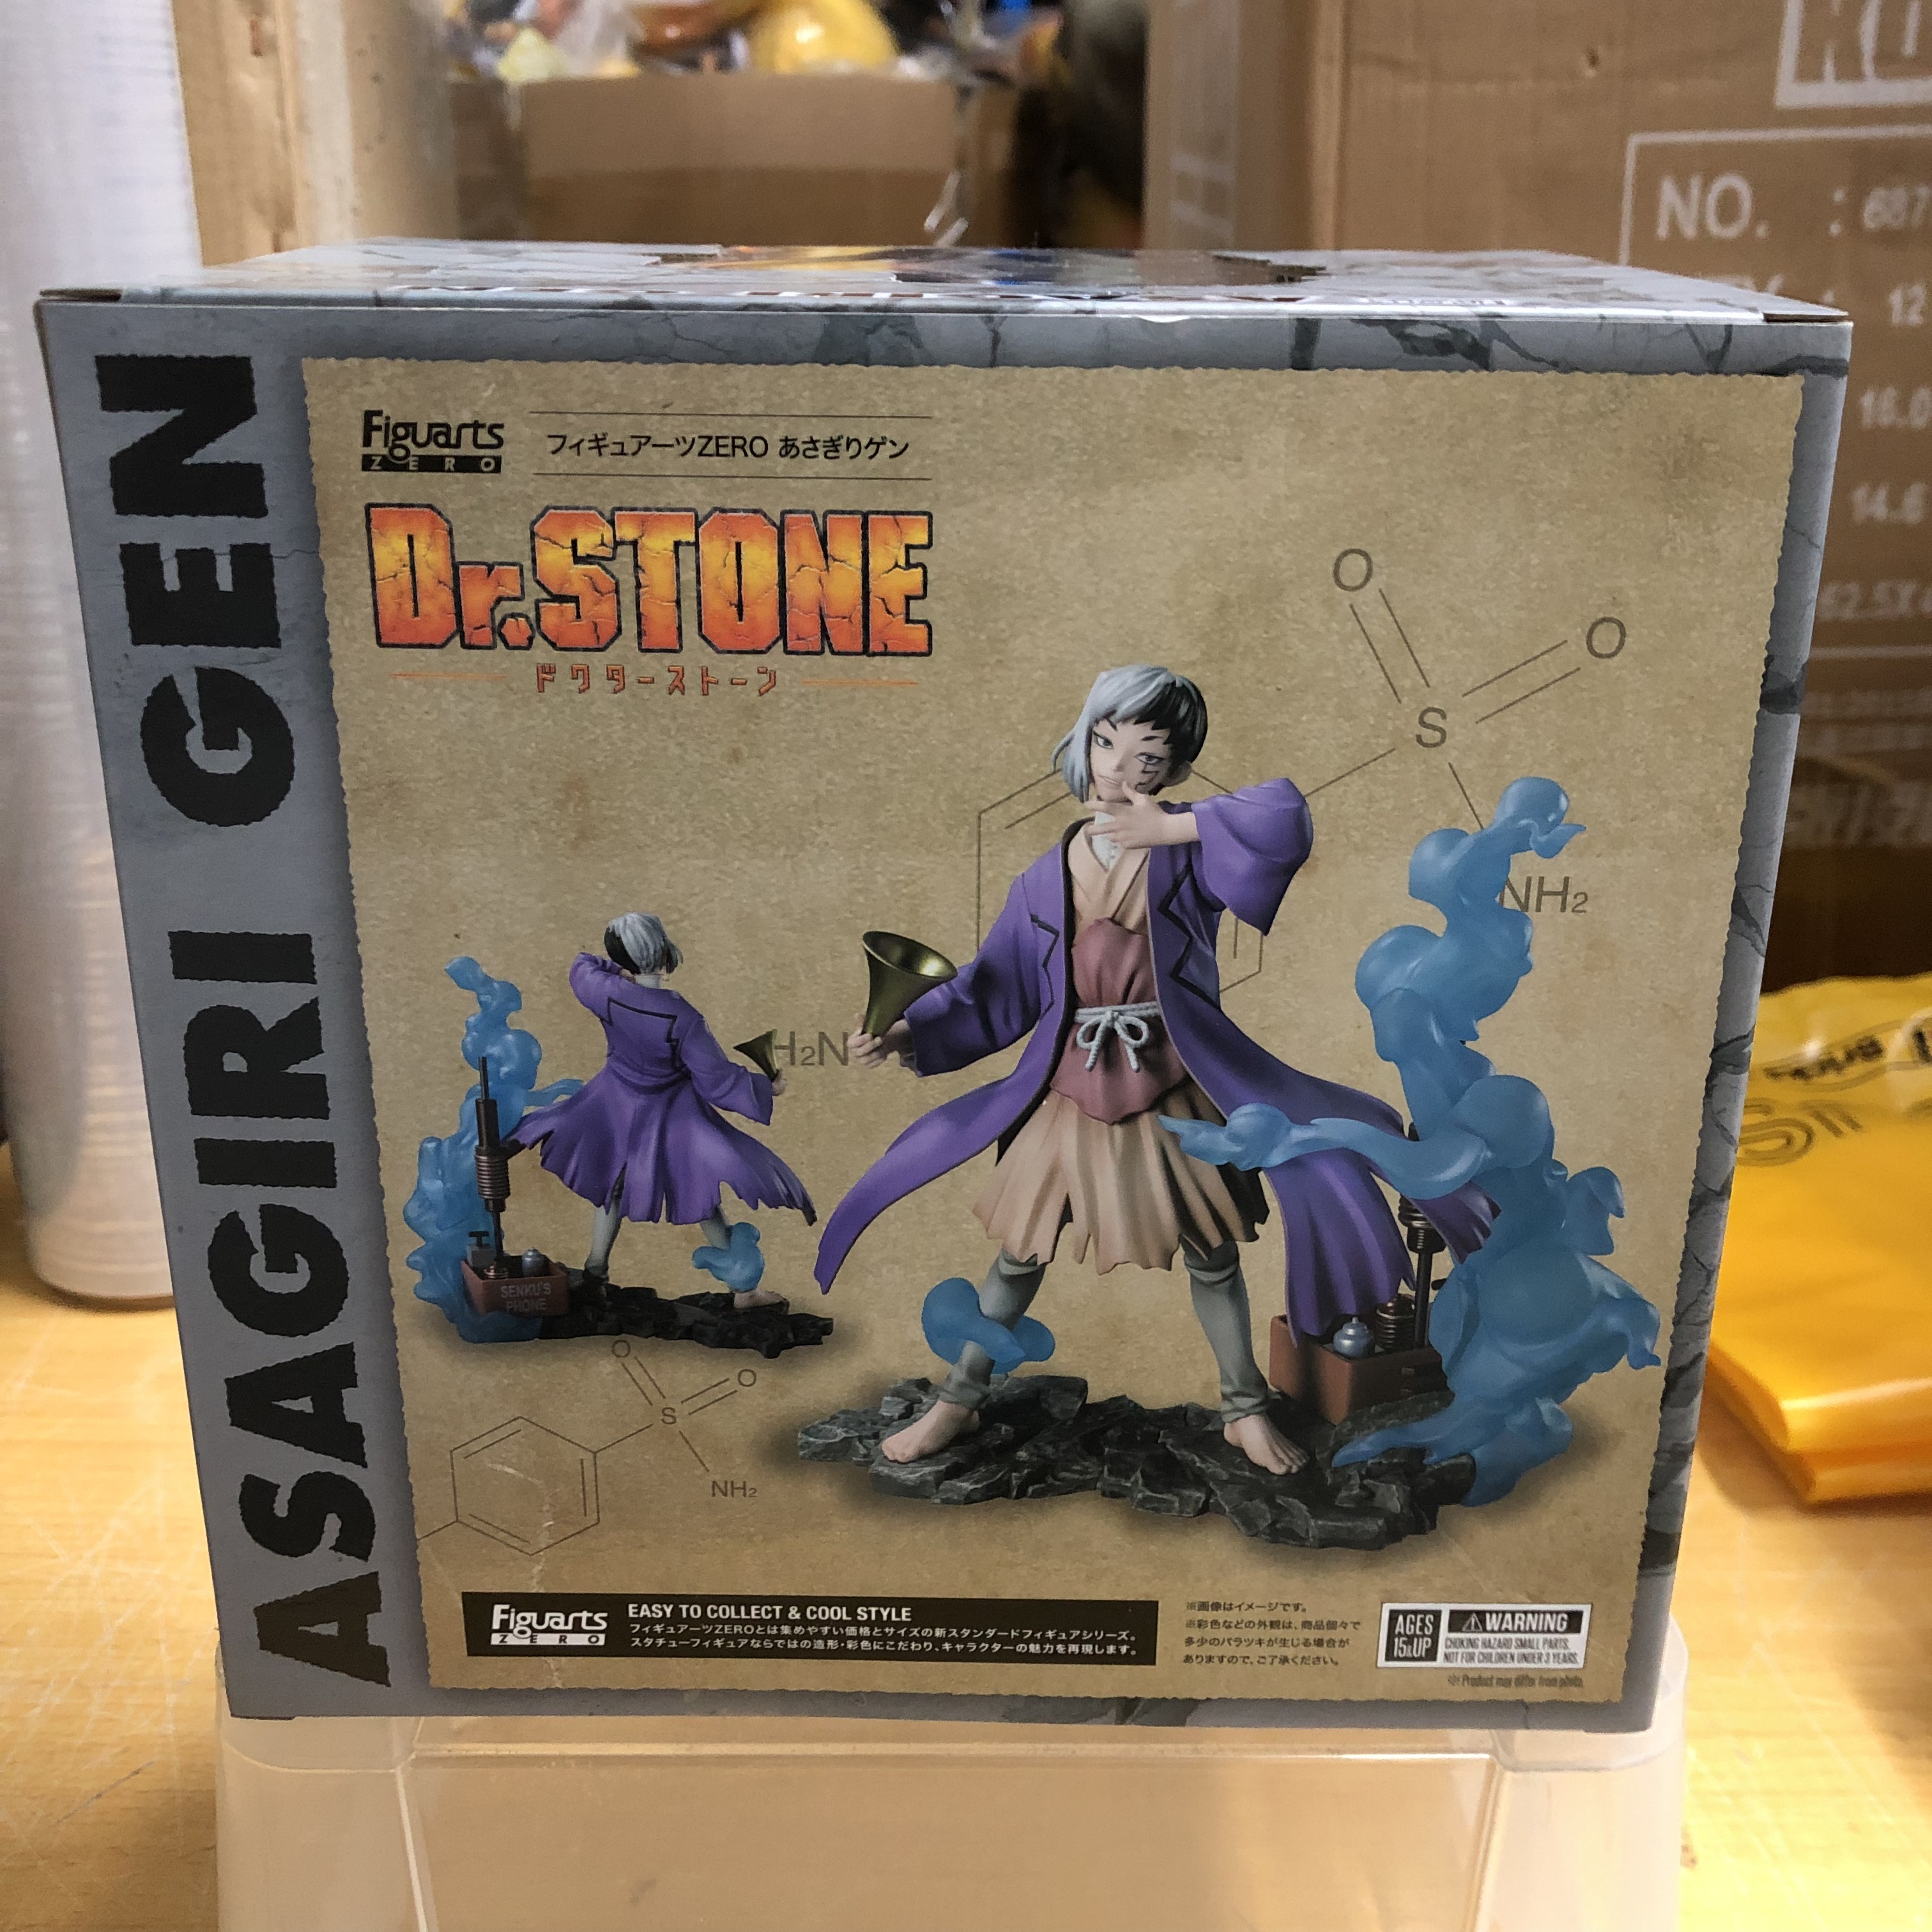 NO. :
12
14.6
ASAGIRI GEN
Figuarts
ZERO
フィギュアーツZERO あさぎりゲン
Dr.STONE
ドクターストーン
O
O
S
NH2
H2N
SENKU'S
PHONE
O
O
S
NH2
Figuarts
ZERO
EASY TO COLLECT & COOL STYLE
フィギュアーツZEROとは集めやすい価格とサイズの新スタンダードフィギュアシリーズ。
スタチューフィギュアならではの造形・彩色にこだわり、キャラクターの魅力を再現します。
※画像はイメージです。
※彩色などの外観は、商品個々で
多少のバラツキが生じる場合が
ありますので、ご了承ください。
AGES
15&UP
WARNING
CHOKING HAZARD SMALL PARTS.
NOT FOR CHILDREN UNDER 3 YEARS.
※ Product may differ from photo.